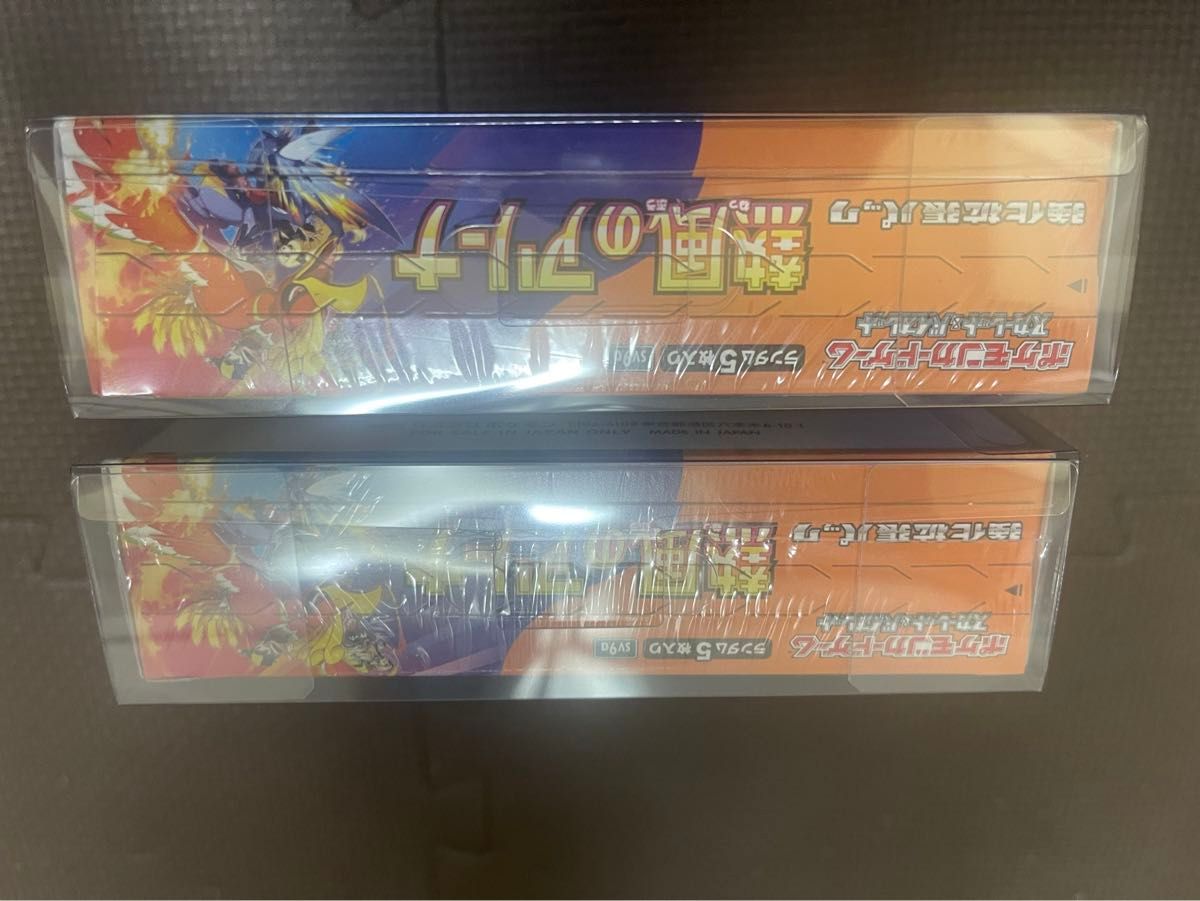 ポケモンカードゲーム
スカーレット&バイオレット
ランダム5枚入り
強化拡張パック
熱風のアリーナ
ねっ
ぷう
FOR SALE IN JAPAN ONLY MADE IN JAPAN
ポケモンカードゲーム
スカーレット&バイオレット
ランダム5枚入り sv9a
強化拡張パック
熱風のアリーナ